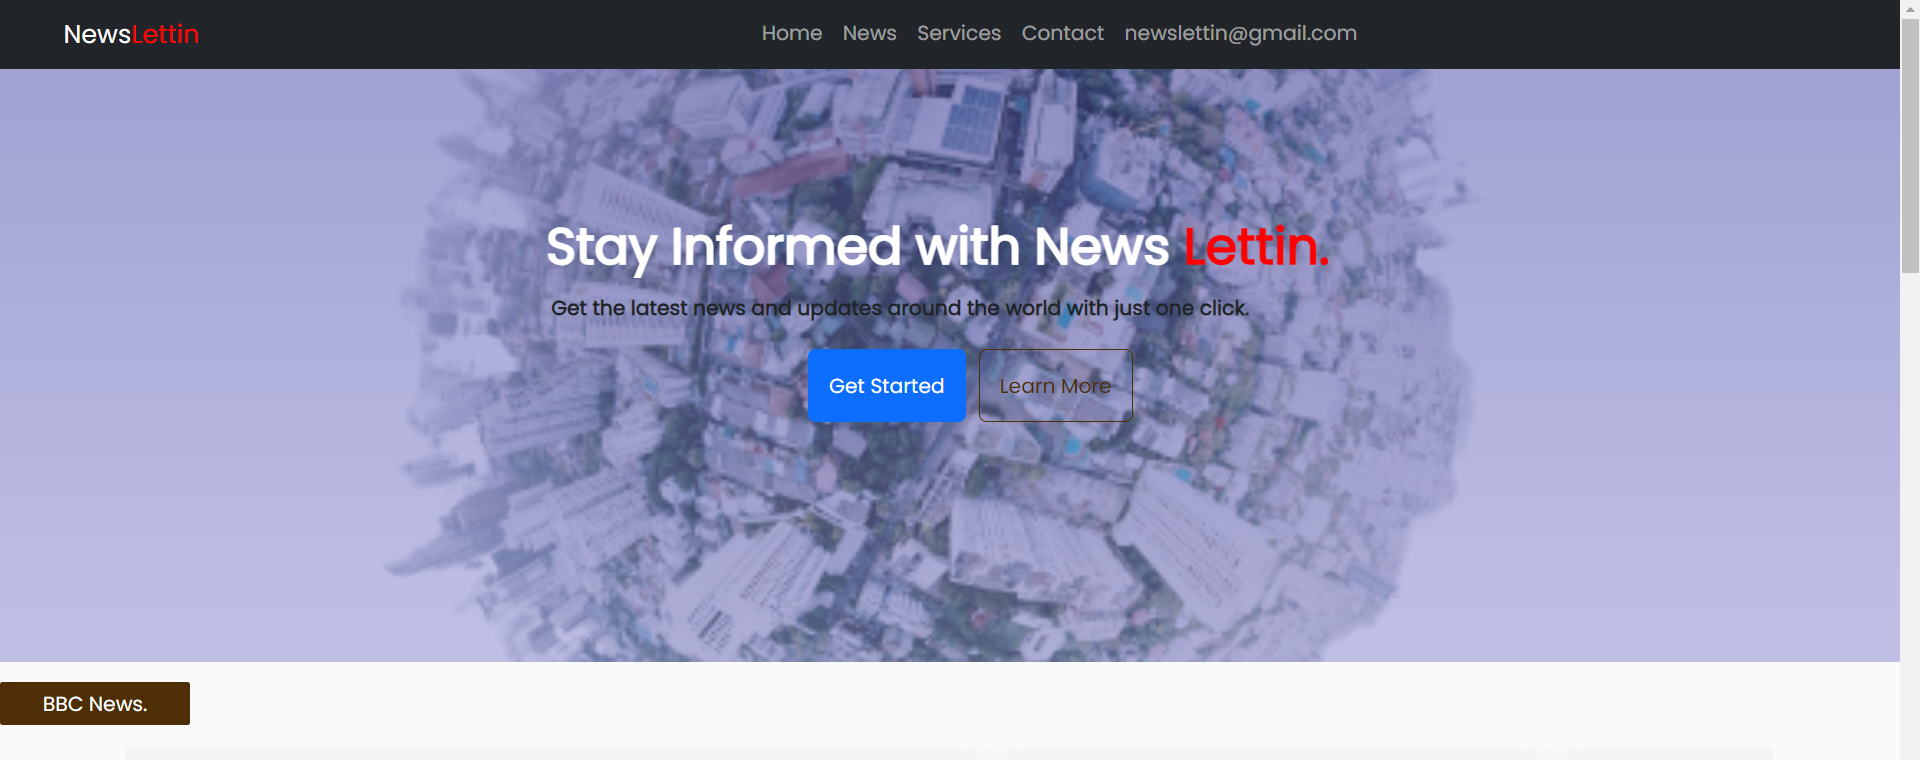 NewsLettin
Home News Services Contact newslettin@gmail.com
Stay Informed with News Lettin.
Get the latest news and updates around the world with just one click.
Get Started Learn More
BBC News.